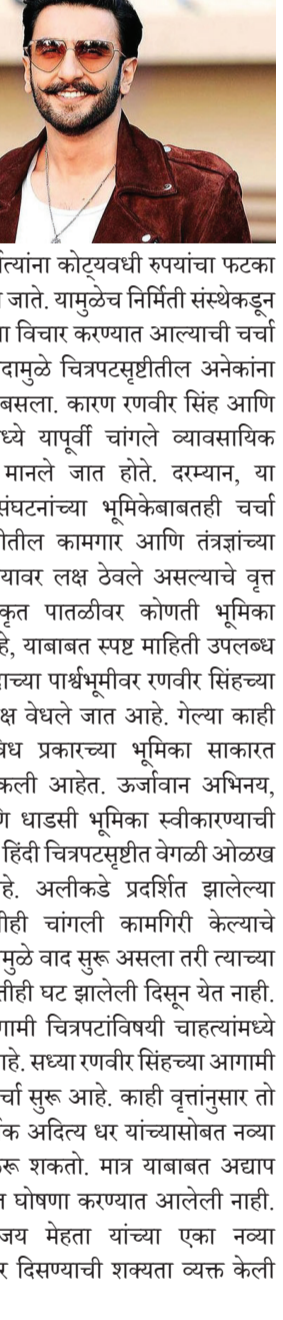 त्यांना कोट्यवधी रुपयांचा फटका
जाते. यामुळेच निर्मिती संस्थेकडून
विचार करण्यात आल्याची चर्चा
दामुळे चित्रपटसृष्टीतील अनेकांना
बसला. कारण रणवीर सिंह आणि
ध्ये यापूर्वी चांगले व्यावसायिक
मानले जात होते. दरम्यान, या
संघटनांच्या भूमिकेबाबतही चर्चा
ीतील कामगार आणि तंत्रज्ञांच्या
यावर लक्ष ठेवले असल्याचे वृत्त
कृत पातळीवर कोणती भूमिका
हे, याबाबत स्पष्ट माहिती उपलब्ध
ाच्या पार्श्वभूमीवर रणवीर सिंहच्या
क्ष वेधले जात आहे. गेल्या काही
वेध प्रकारच्या भूमिका साकारत
कली आहेत. ऊर्जावान अभिनय,
णि धाडसी भूमिका स्वीकारण्याची
हिंदी चित्रपटसृष्टीत वेगळी ओळख
हे. अलीकडे प्रदर्शित झालेल्या
नीही चांगली कामगिरी केल्याचे
मुळे वाद सुरू असला तरी त्याच्या
तीही घट झालेली दिसून येत नाही.
गामी चित्रपटांविषयी चाहत्यांमध्ये
आहे. सध्या रणवीर सिंहच्या आगामी
र्चा सुरू आहे. काही वृत्तांनुसार तो
क अदित्य धर यांच्यासोबत नव्या
रू शकतो. मात्र याबाबत अद्याप
त घोषणा करण्यात आलेली नाही.
जय मेहता यांच्या एका नव्या
र दिसण्याची शक्यता व्यक्त केली